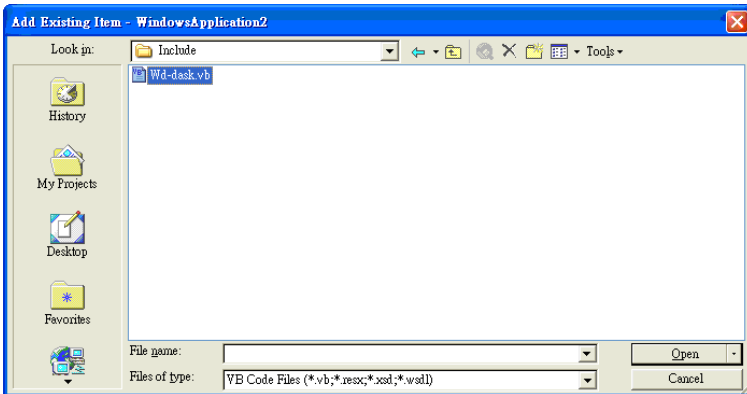 Add Existing Item - WindowsApplication2
Look in:
Include
Tools
Wd-dask.vb
History
My Projects
Desktop
Favorites
File name:
Open
Files of type:
VB Code Files (*.vb;*.resx;*.xsd;*.wsdl)
Cancel